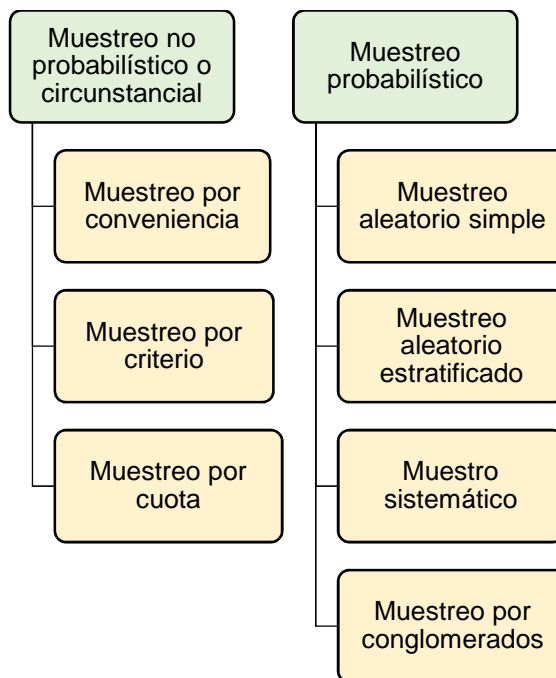 Muestreo no
probabilístico o
circunstancial
Muestreo por
conveniencia
Muestreo por
criterio
Muestreo por
cuota
Muestreo
probabilístico
Muestreo
aleatorio simple
Muestreo
aleatorio
estratificado
Muestro
sistemático
Muestreo por
conglomerados